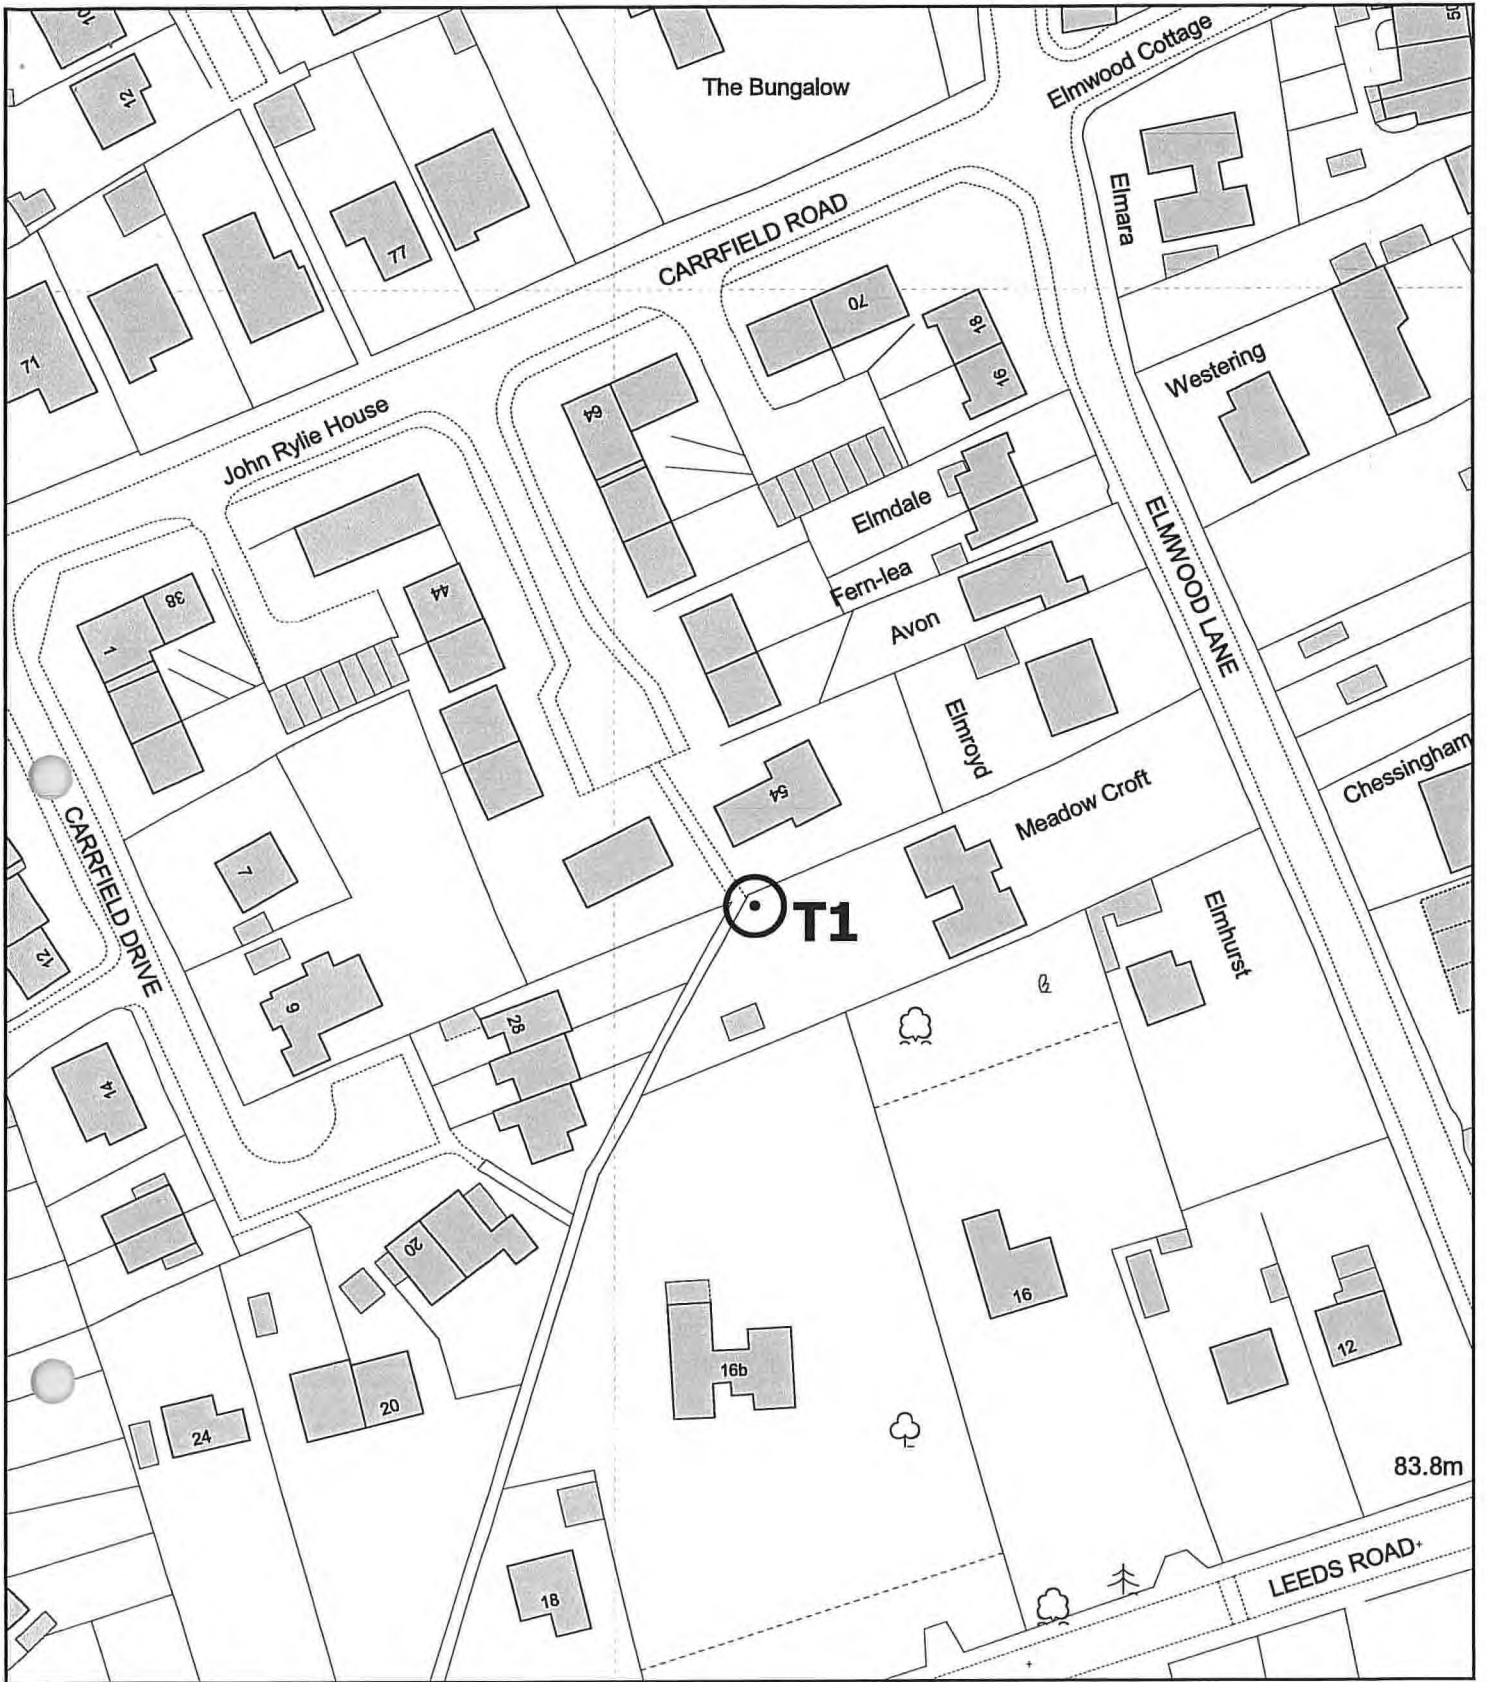 10
50
Elmwood Cottage
The Bungalow
12
Elmara
CARRFIELD ROAD
77
70
18
71
Westering
16
John Rylie House
64
Elmdale
ELMWOOD LANE
Fern-lea
44
38
Avon
1
Elmroyd
Chessingham
54
Meadow Croft
CARRFIELD DRIVE
7
T1
Elmhurst
12
9
28
14
20
16
12
16b
20
24
83.8m
LEEDS ROAD
18